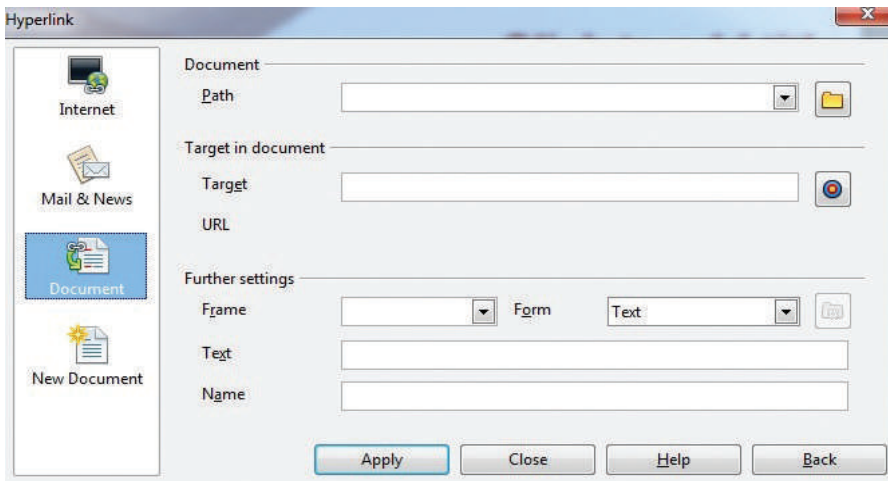 Hyperlink
Internet
Mail & News
Document
New Document
Document
Path
Target in document
Target
URL
Further settings
Frame
Form
Text
Text
Name
Apply
Close
Help
Back